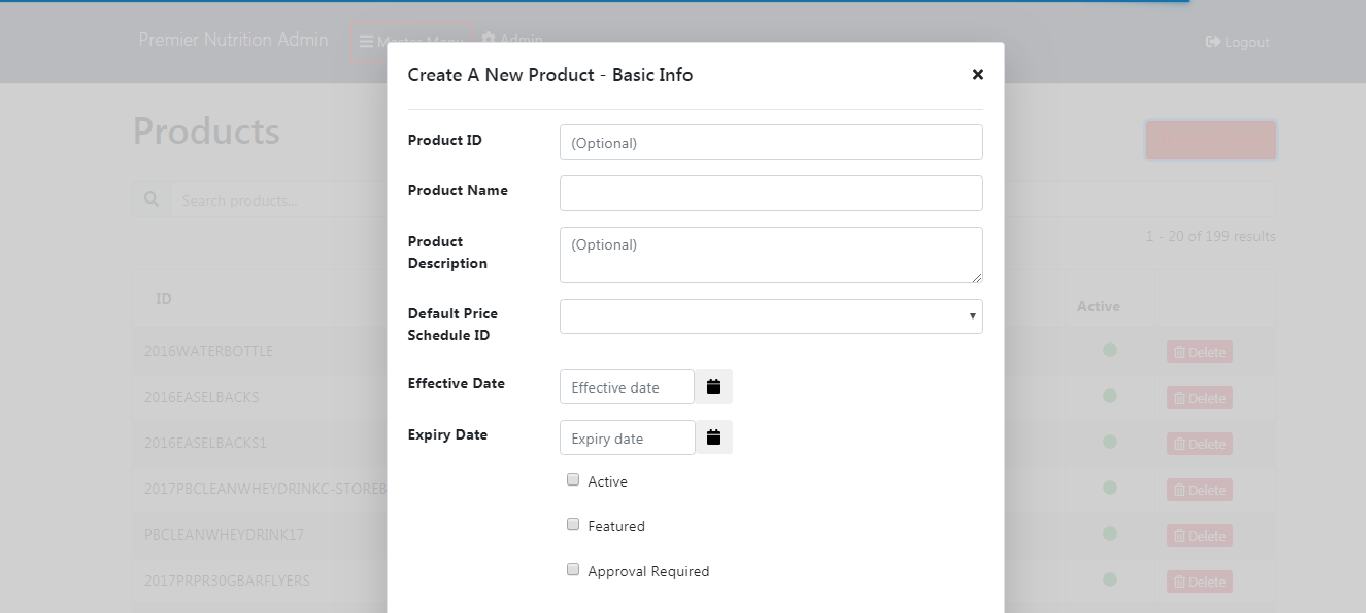 Premier Nutrition Admin
Master Menu
Admin
Logout
Create A New Product - Basic Info
Products
Product ID
(Optional)
Product Name
Search products...
Product
Description
(Optional)
1 - 20 of 199 results
ID
Active
Default Price
Schedule ID
2016WATERBOTTLE
Delete
Effective Date
Effective date
2016EASELBACKS
Delete
Expiry Date
Expiry date
2016EASELBACKS1
Delete
Active
2017PBCLEANWHEYDRINKC-STOREB
Delete
Featured
PBCLEANWHEYDRINK17
Delete
Approval Required
2017PRPR30GBARFLYERS
Delete